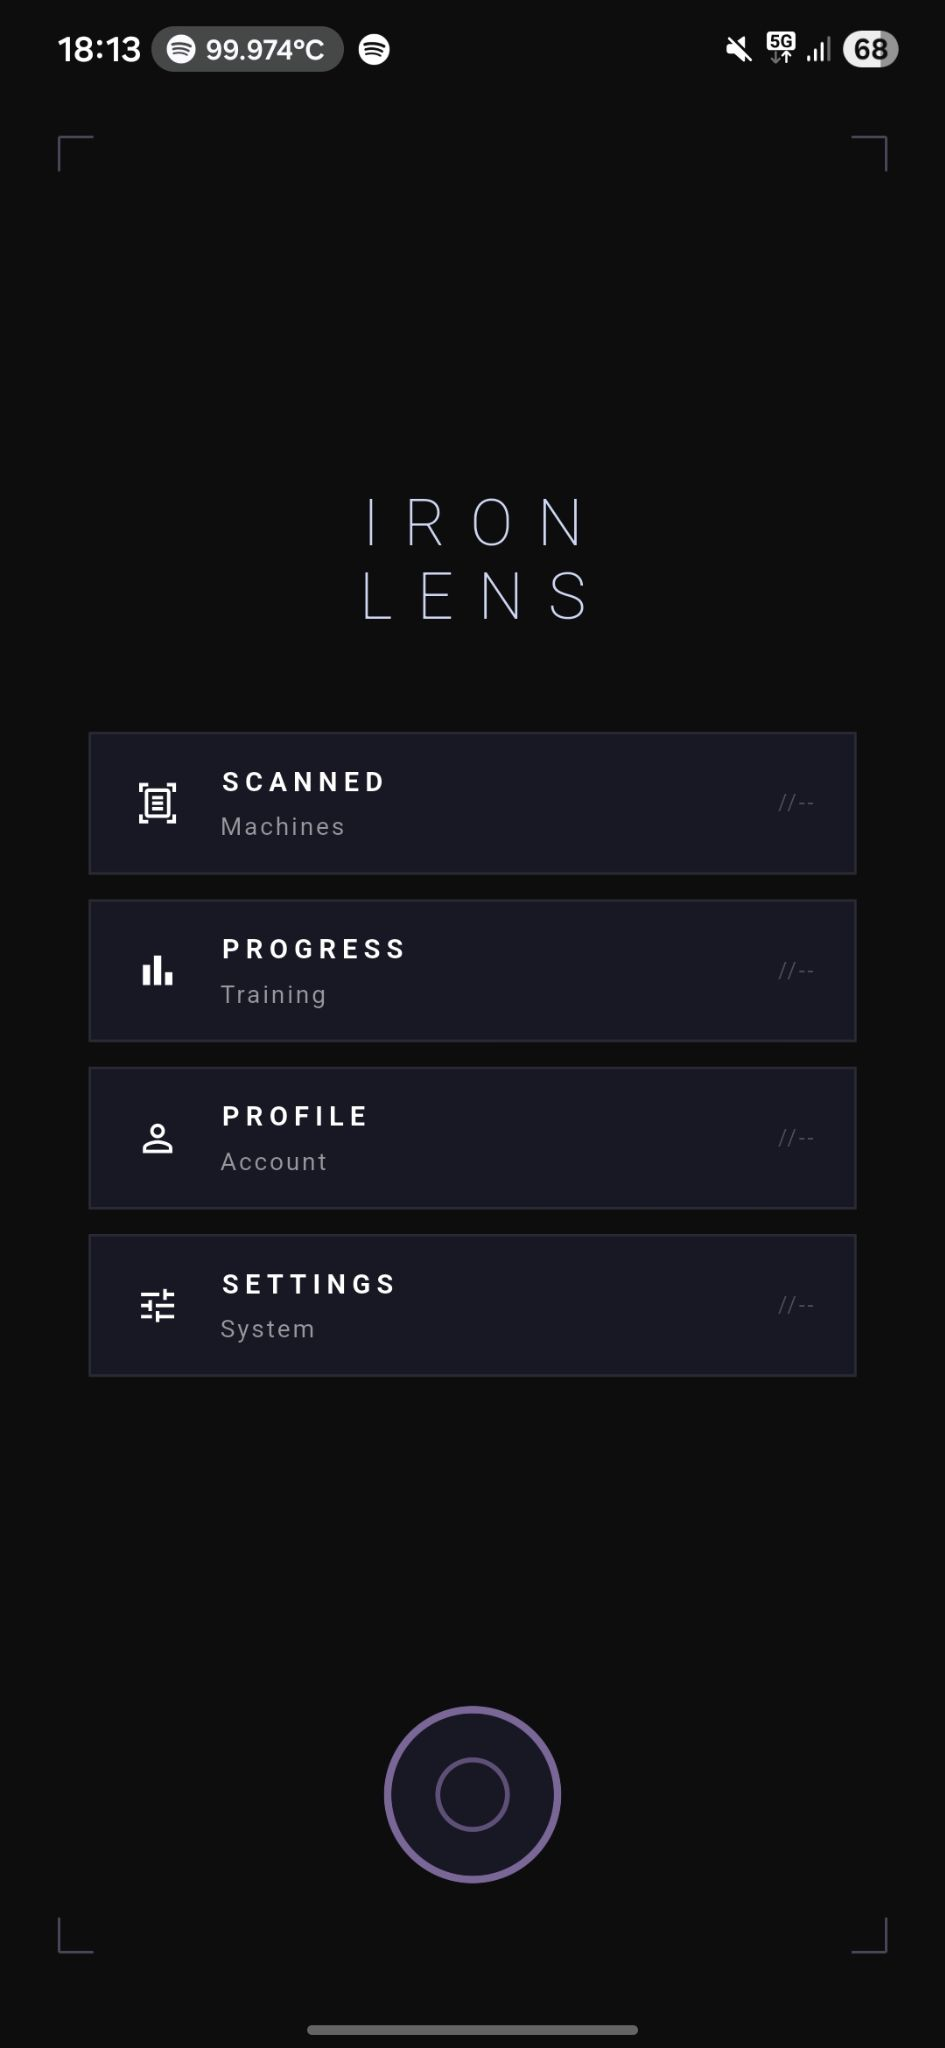 18:13 99.974°C 5G 68
IRON
LENS
SCANNED
Machines
//--
PROGRESS
Training
//--
PROFILE
Account
//--
SETTINGS
System
//--